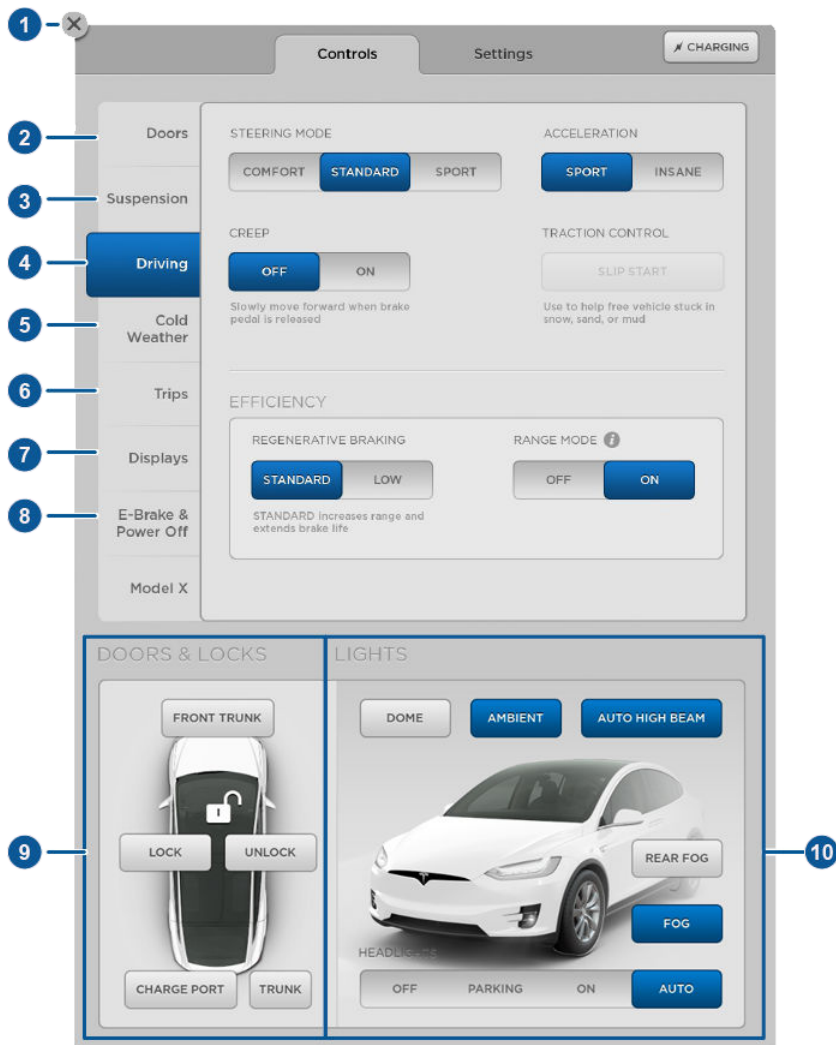 1
Controls
Settings
CHARGING
2
Doors
3
Suspension
4
Driving
5
Cold
Weather
6
Trips
7
Displays
8
E-Brake &
Power Off
Model X
STEERING MODE
COMFORT
STANDARD
SPORT
ACCELERATION
SPORT
INSANE
CREEP
OFF
ON
Slowly move forward when brake
pedal is released
TRACTION CONTROL
SLIP START
Use to help free vehicle stuck in
snow, sand, or mud
EFFICIENCY
REGENERATIVE BRAKING
STANDARD
LOW
STANDARD increases range and
extends brake life
RANGE MODE i
OFF
ON
DOORS & LOCKS
FRONT TRUNK
9
LOCK
UNLOCK
CHARGE PORT
TRUNK
LIGHTS
DOME
AMBIENT
AUTO HIGH BEAM
REAR FOG
10
FOG
HEADLIGHTS
OFF
PARKING
ON
AUTO